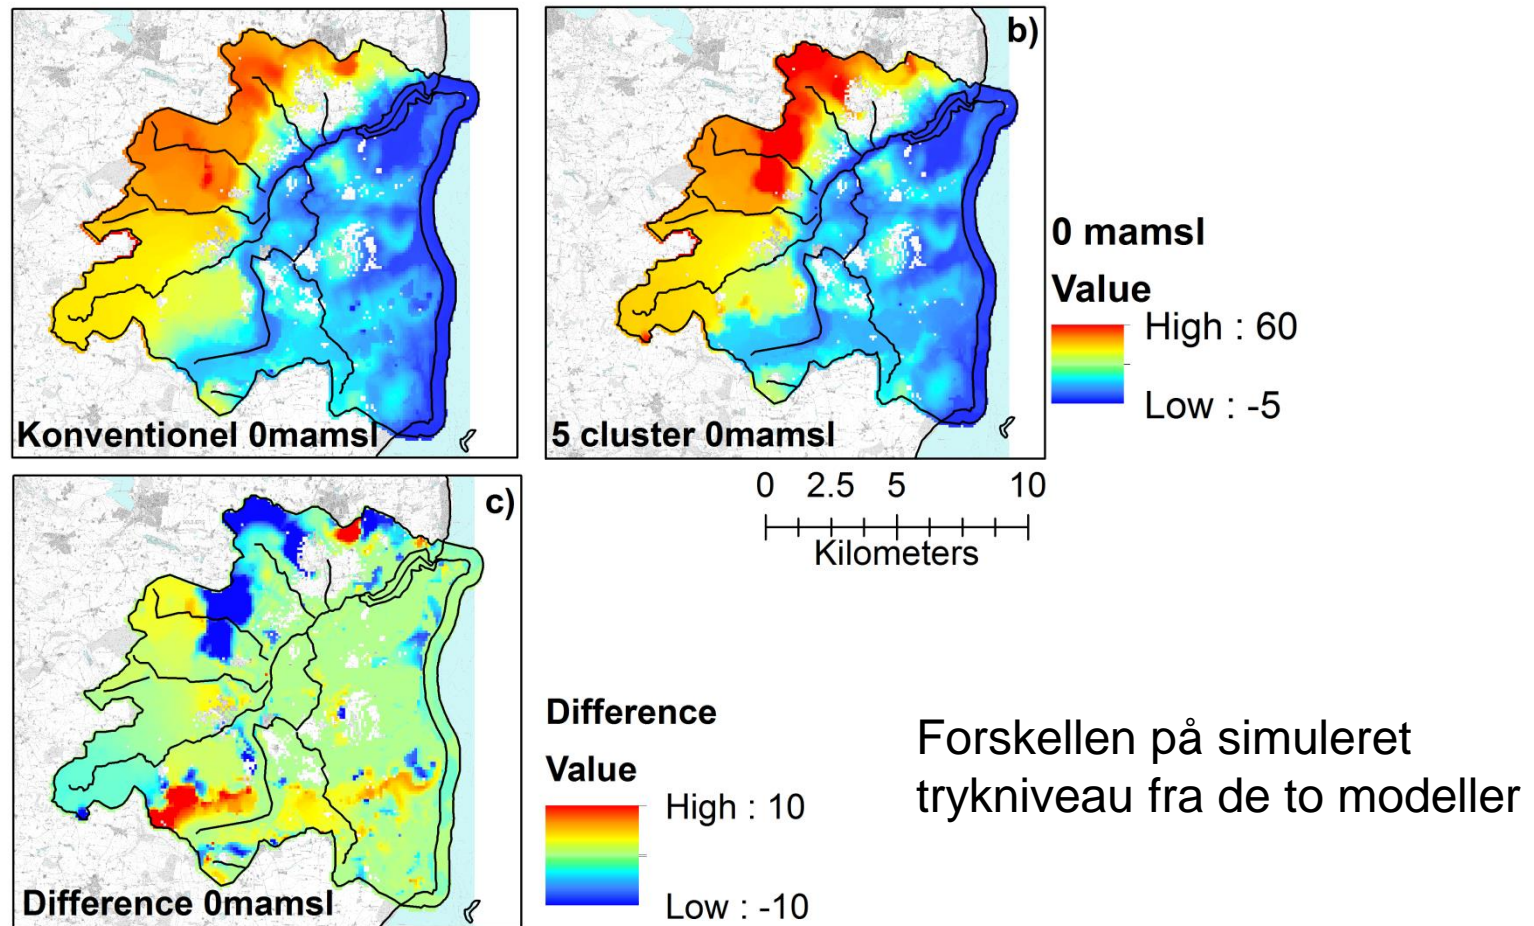 Konventionel 0mamsl
b)
5 cluster 0mamsl
0 mamsl
Value
High : 60
Low : -5
0 2.5 5 10
Kilometers
c)
Difference 0mamsl
Difference
Value
High : 10
Low : -10
Forskellen på simuleret
trykniveau fra de to modeller